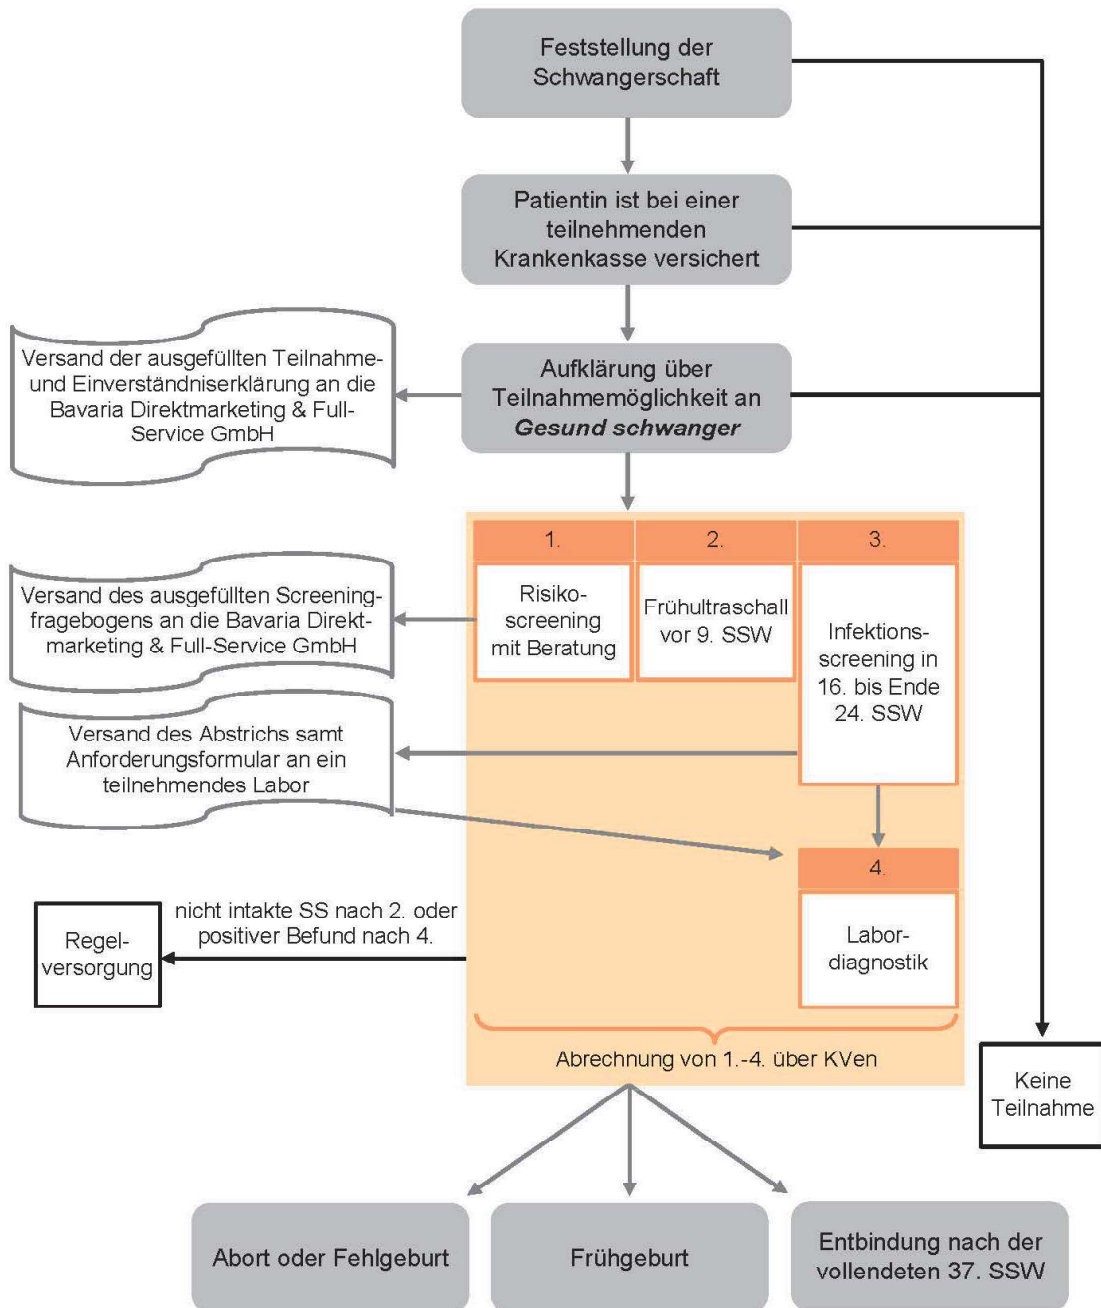 Feststellung der
Schwangerschaft
Patientin ist bei einer
teilnehmenden
Krankenkasse versichert
Versand der ausgefüllten Teilnahme-
und Einverständniserklärung an die
Bavaria Direktmarketing & Full-
Service GmbH
Aufklärung über
Teilnahmemöglichkeit an
Gesund schwanger
1.
2.
3.
Versand des ausgefüllten Screening-
fragebogens an die Bavaria Direkt-
marketing & Full-Service GmbH
Risiko-
screening
mit Beratung
Frühultraschall
vor 9. SSW
Infektions-
screening in
16. bis Ende
24. SSW
Versand des Abstrichs samt
Anforderungsformular an ein
teilnehmendes Labor
4.
Labor-
diagnostik
nicht intakte SS nach 2. oder
positiver Befund nach 4.
Regel-
versorgung
Abrechnung von 1.-4. über KVen
Keine
Teilnahme
Abort oder Fehlgeburt
Frühgeburt
Entbindung nach der
vollendeten 37. SSW